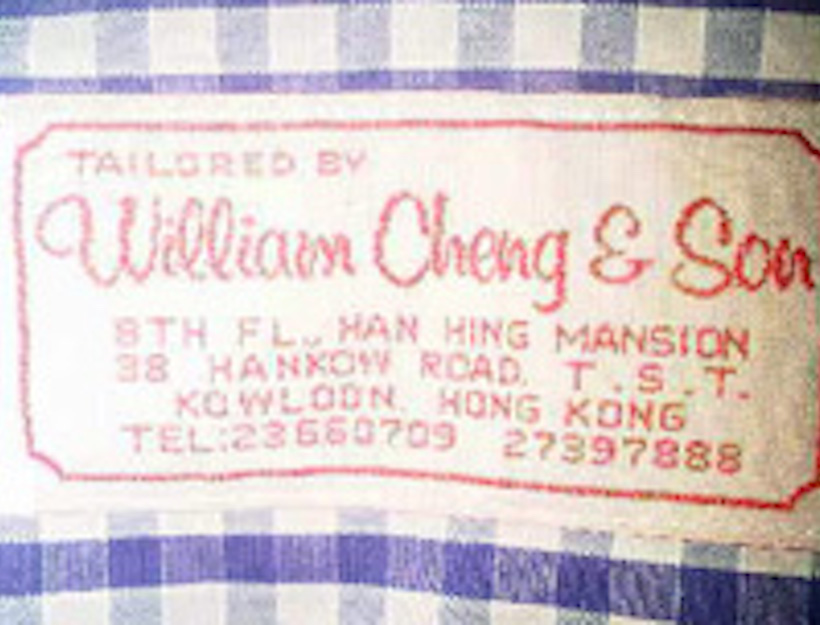 TAILORED BY
William Cheng & Son
8TH FL., HAN HING MANSION
38 HANKOW ROAD. T.S.T.
KOWLOON. HONG KONG
TEL:23660709 27397888